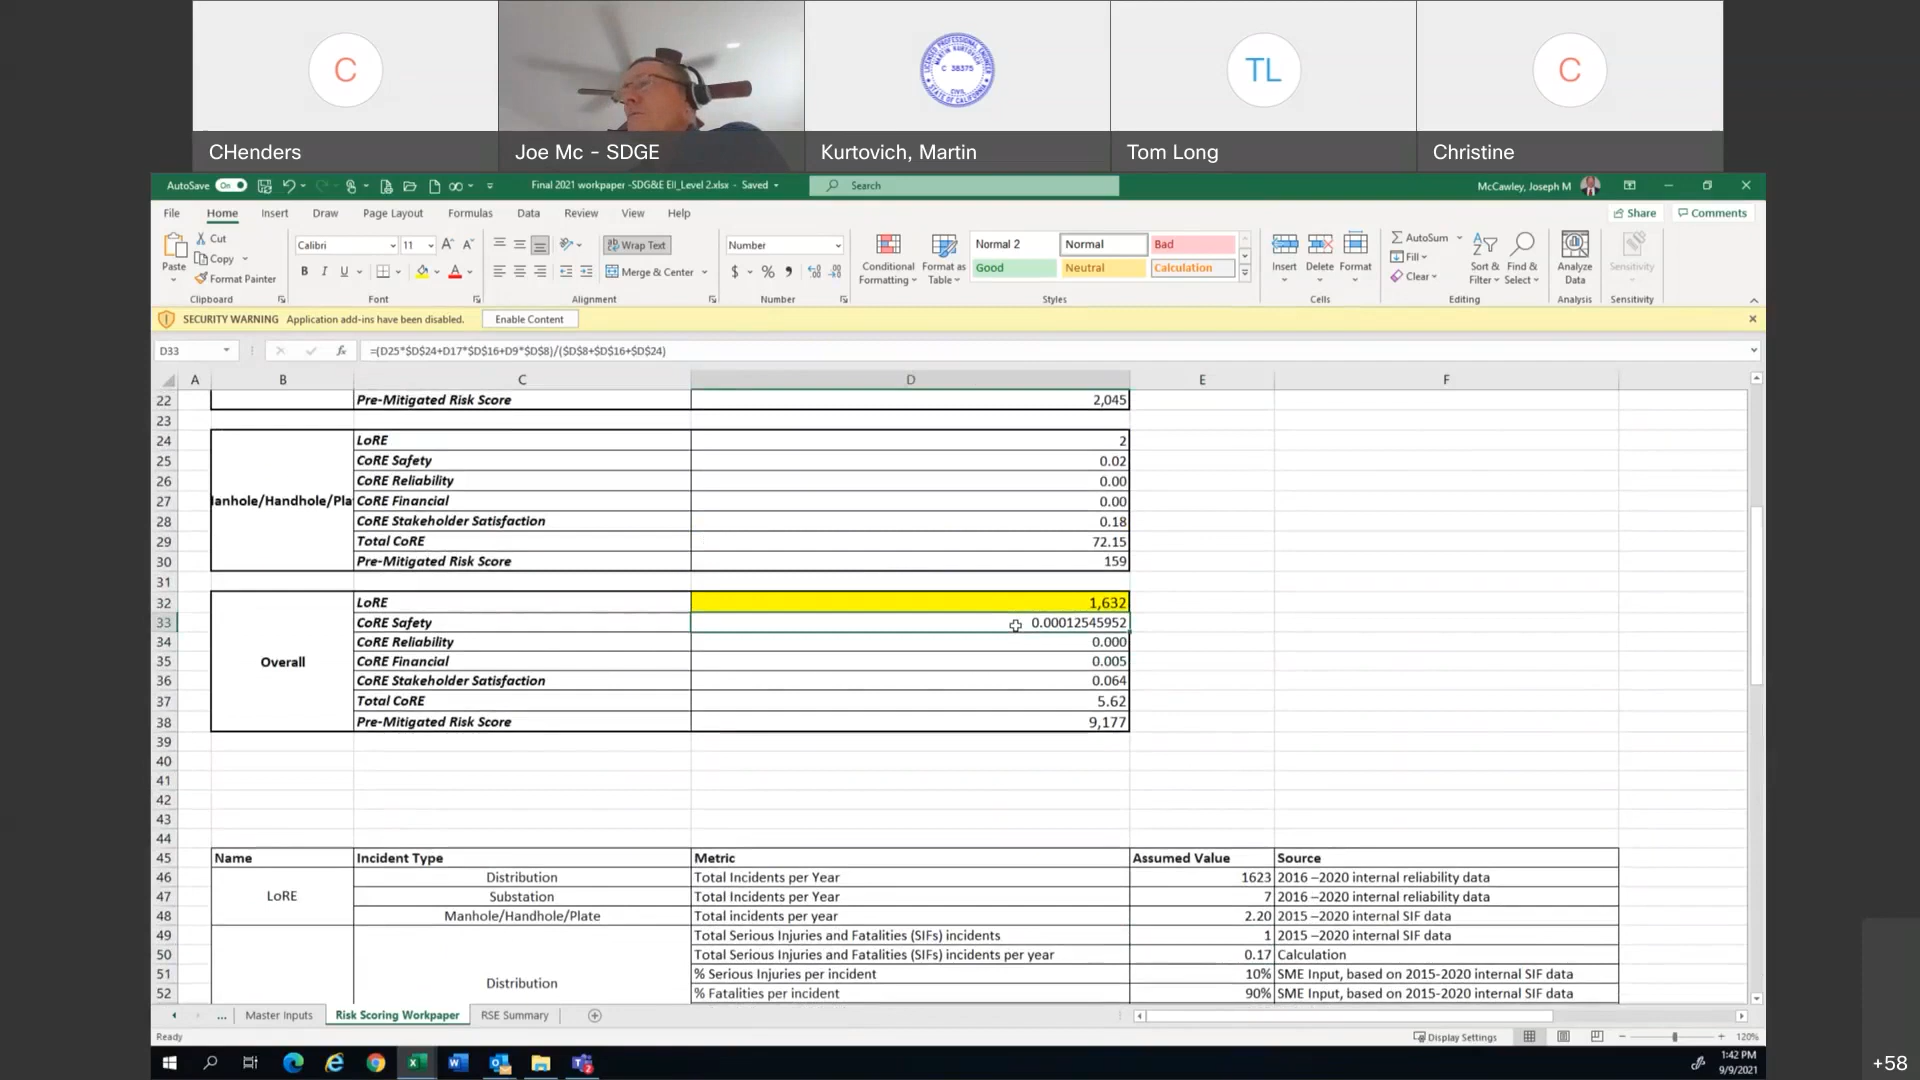 C
TL
C
LICENSED PROFESSIONAL ENGINEER
MARTIN KURTOVICH
C 38375
CIVIL
STATE OF CALIFORNIA
CHenders
Joe Mc - SDGE
Kurtovich, Martin
Tom Long
Christine
AutoSave On
Final 2021 workpaper -SDG&E EII_Level 2.xlsx - Saved
Search
McCawley, Joseph M
File Home Insert Draw Page Layout Formulas Data Review View Help
Share Comments
Paste
Cut
Copy
Format Painter
Calibri 11
B I U
Wrap Text
Merge & Center
Number
$ %
Conditional Formatting
Format as Table
Normal 2 Normal Bad
Good Neutral Calculation
Insert Delete Format
AutoSum
Fill
Clear
Sort & Filter
Find & Select
Analyze Data
Sensitivity
Clipboard Font Alignment Number Styles Cells Editing Analysis Sensitivity
SECURITY WARNING Application add-ins have been disabled. Enable Content
D33 fx =(D25*$D$24+D17*$D$16+D9*$D$8)/($D$8+$D$16+$D$24)
A B C D E F
22 Pre-Mitigated Risk Score 2,045
23
24 LoRE 2
25 CoRE Safety 0.02
26 CoRE Reliability 0.00
27 anhole/Handhole/Pla CoRE Financial 0.00
28 CoRE Stakeholder Satisfaction 0.18
29 Total CoRE 72.15
30 Pre-Mitigated Risk Score 159
31
32 LoRE 1,632
33 CoRE Safety 0.00012545952
34 CoRE Reliability 0.000
35 Overall CoRE Financial 0.005
36 CoRE Stakeholder Satisfaction 0.064
37 Total CoRE 5.62
38 Pre-Mitigated Risk Score 9,177
39
40
41
42
43
44
45 Name Incident Type Metric Assumed Value Source
46 Distribution Total Incidents per Year 1623 2016 –2020 internal reliability data
47 LoRE Substation Total Incidents per Year 7 2016 –2020 internal reliability data
48 Manhole/Handhole/Plate Total incidents per year 2.20 2015 –2020 internal SIF data
49 Total Serious Injuries and Fatalities (SIFs) incidents 1 2015 –2020 internal SIF data
50 Total Serious Injuries and Fatalities (SIFs) incidents per year 0.17 Calculation
51 Distribution % Serious Injuries per incident 10% SME Input, based on 2015-2020 internal SIF data
52 % Fatalities per incident 90% SME Input, based on 2015-2020 internal SIF data
... Master Inputs Risk Scoring Workpaper RSE Summary
Ready
Display Settings
120%
1:42 PM
9/9/2021
+58